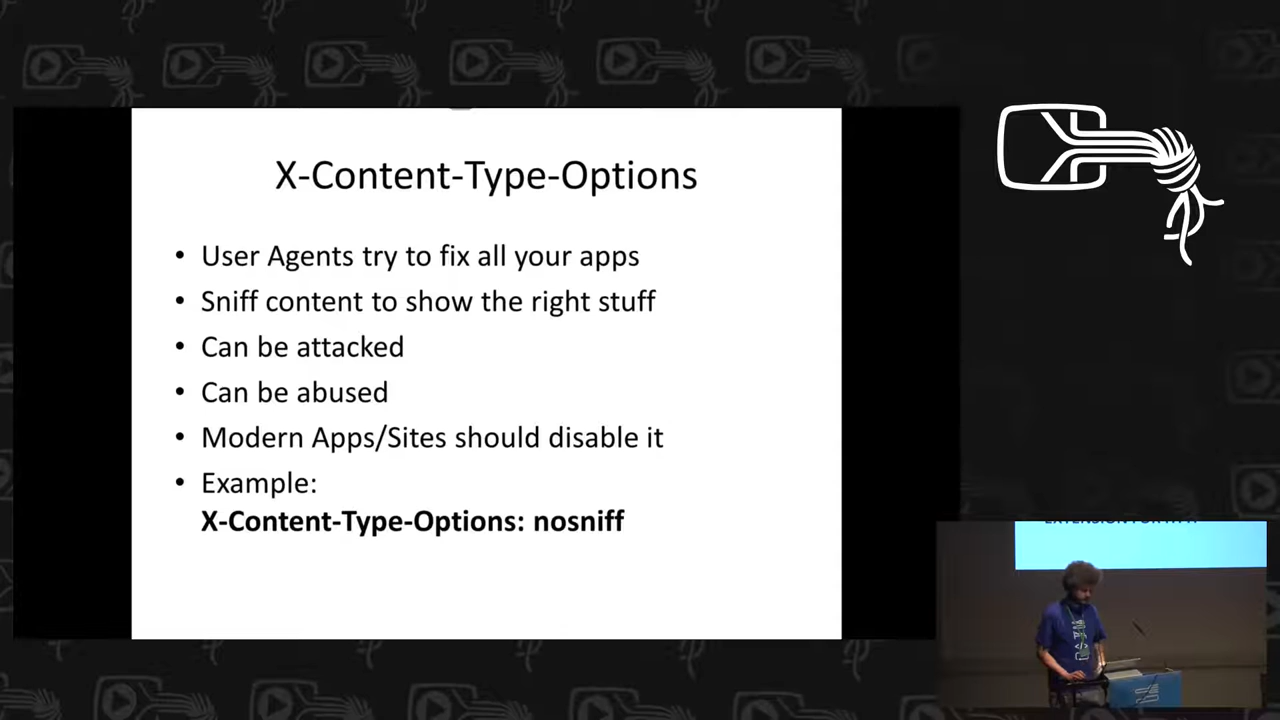 X-Content-Type-Options
• User Agents try to fix all your apps
• Sniff content to show the right stuff
• Can be attacked
• Can be abused
• Modern Apps/Sites should disable it
• Example:
X-Content-Type-Options: nosniff